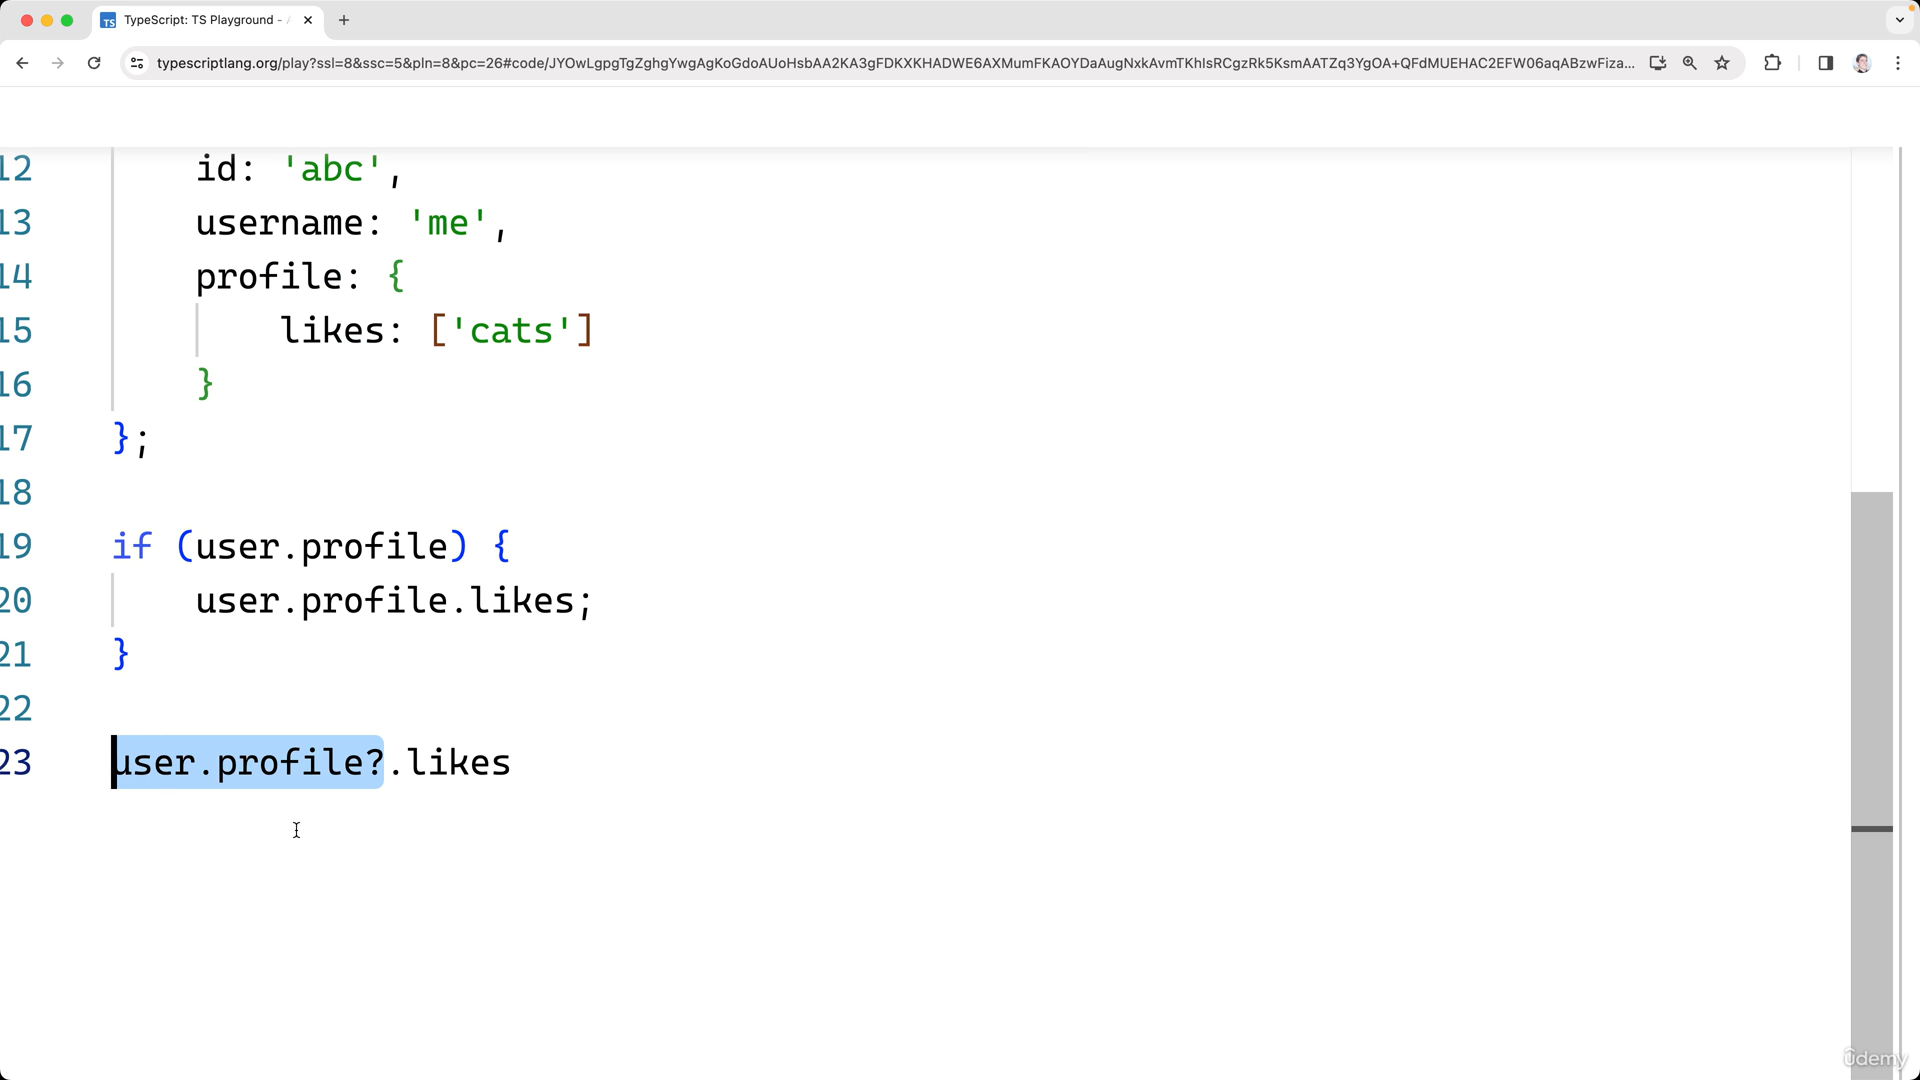 TypeScript: TS Playground -
typescriptlang.org/play?ssl=8&ssc=5&pln=8&pc=26#code/JYOwLgpgTgZghgYwgAgKoGdoAUoHsbAA2KA3gFDKXKHADWE6AXMumFKAOYDaAugNxkAvmTKhIsRCgzRk5KsmAATZq3YgOA+QFdMUEHAC2EFW06aqABzwFiza...
12 id: 'abc',
13 username: 'me',
14 profile: {
15 likes: ['cats']
16 }
17 };
18
19 if (user.profile) {
20 user.profile.likes;
21 }
22
23 user.profile?.likes
udemy